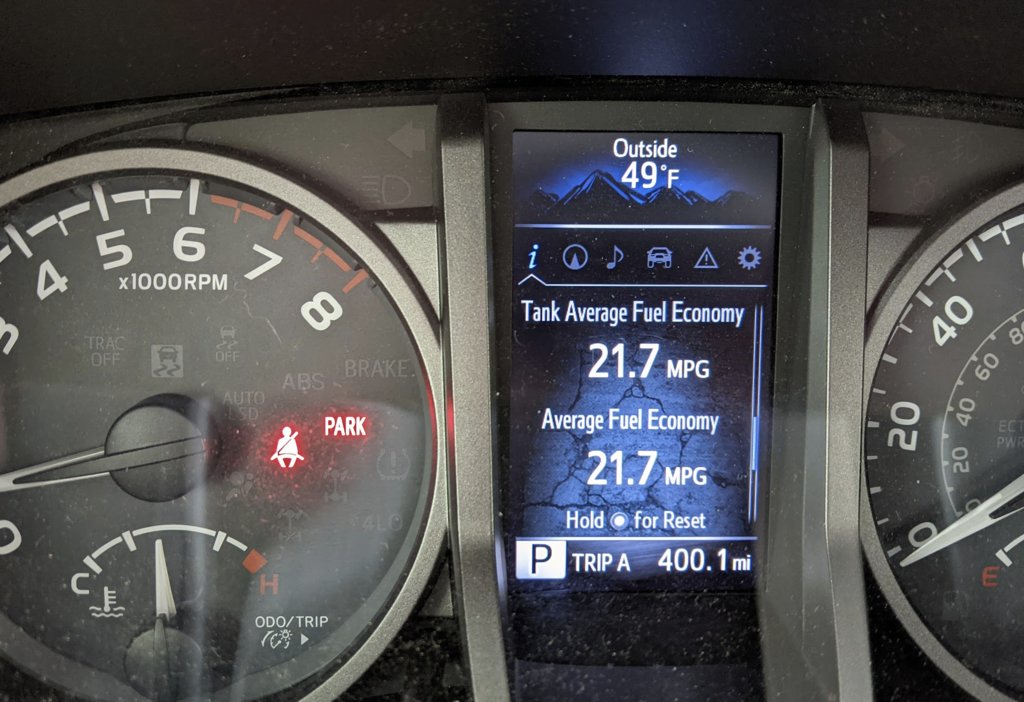 3
4
5
6
7
8
x1000RPM
TRAC
OFF
OFF
ABS
BRAKE
AUTO
LSD
PARK
4LO
0
C
H
ODO/TRIP
Outside
49°F
i
Tank Average Fuel Economy
21.7 MPG
Average Fuel Economy
21.7 MPG
Hold for Reset
P TRIP A 400.1 mi
40
20
0
80
60
40
20
0
ECT
PWR
E